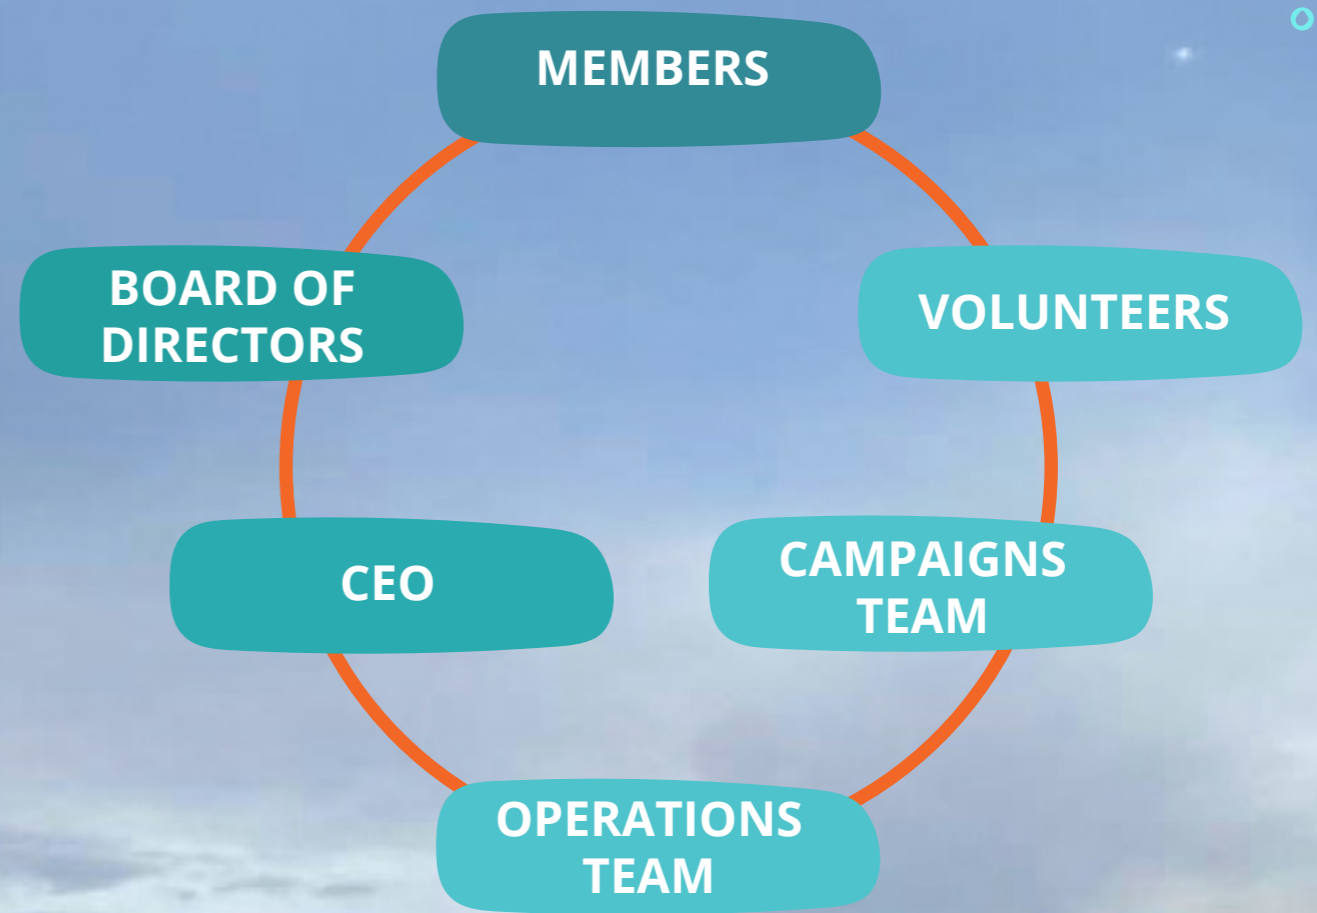 MEMBERS
BOARD OF
DIRECTORS
VOLUNTEERS
CEO
CAMPAIGNS
TEAM
OPERATIONS
TEAM